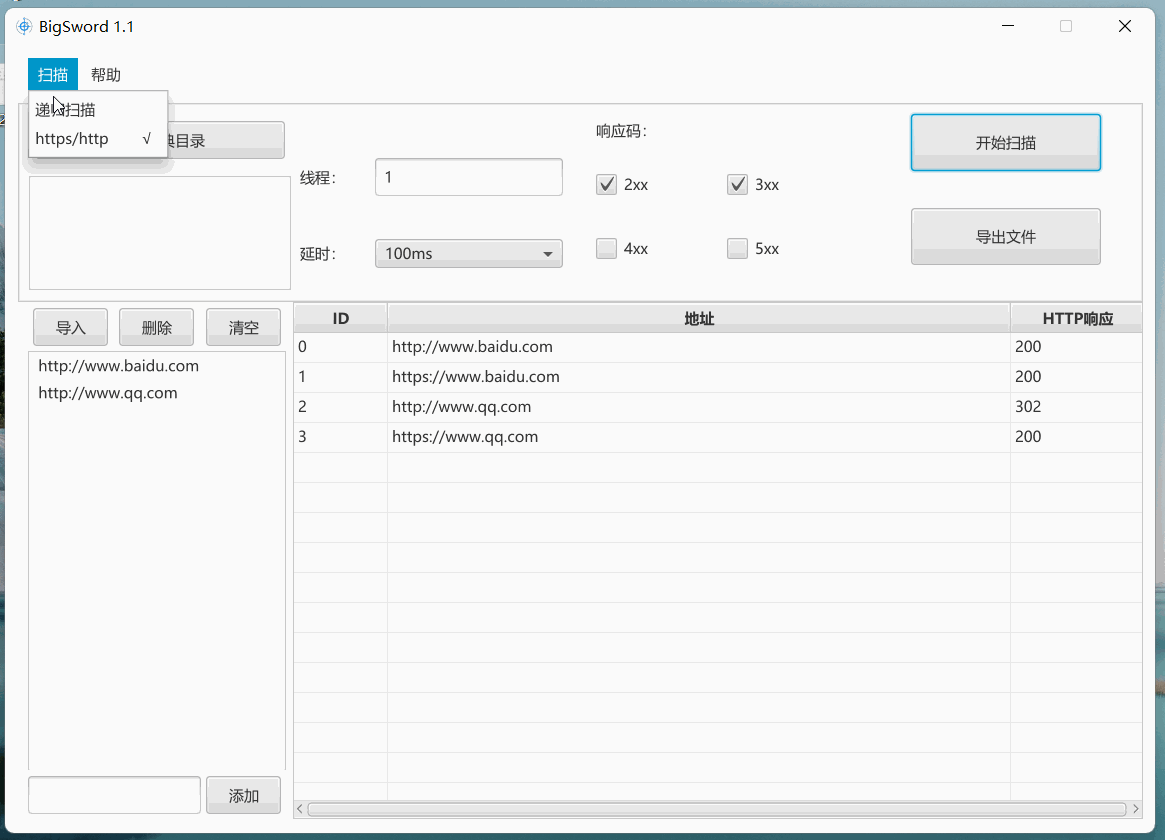 BigSword 1.1
扫描 帮助
扫描
https/http √
目录
响应码：
开始扫描
线程：
1
2xx 3xx
导出文件
延时：
100ms
4xx 5xx
导入 删除 清空
ID 地址 HTTP响应
http://www.baidu.com
http://www.qq.com
0 http://www.baidu.com 200
1 https://www.baidu.com 200
2 http://www.qq.com 302
3 https://www.qq.com 200
添加